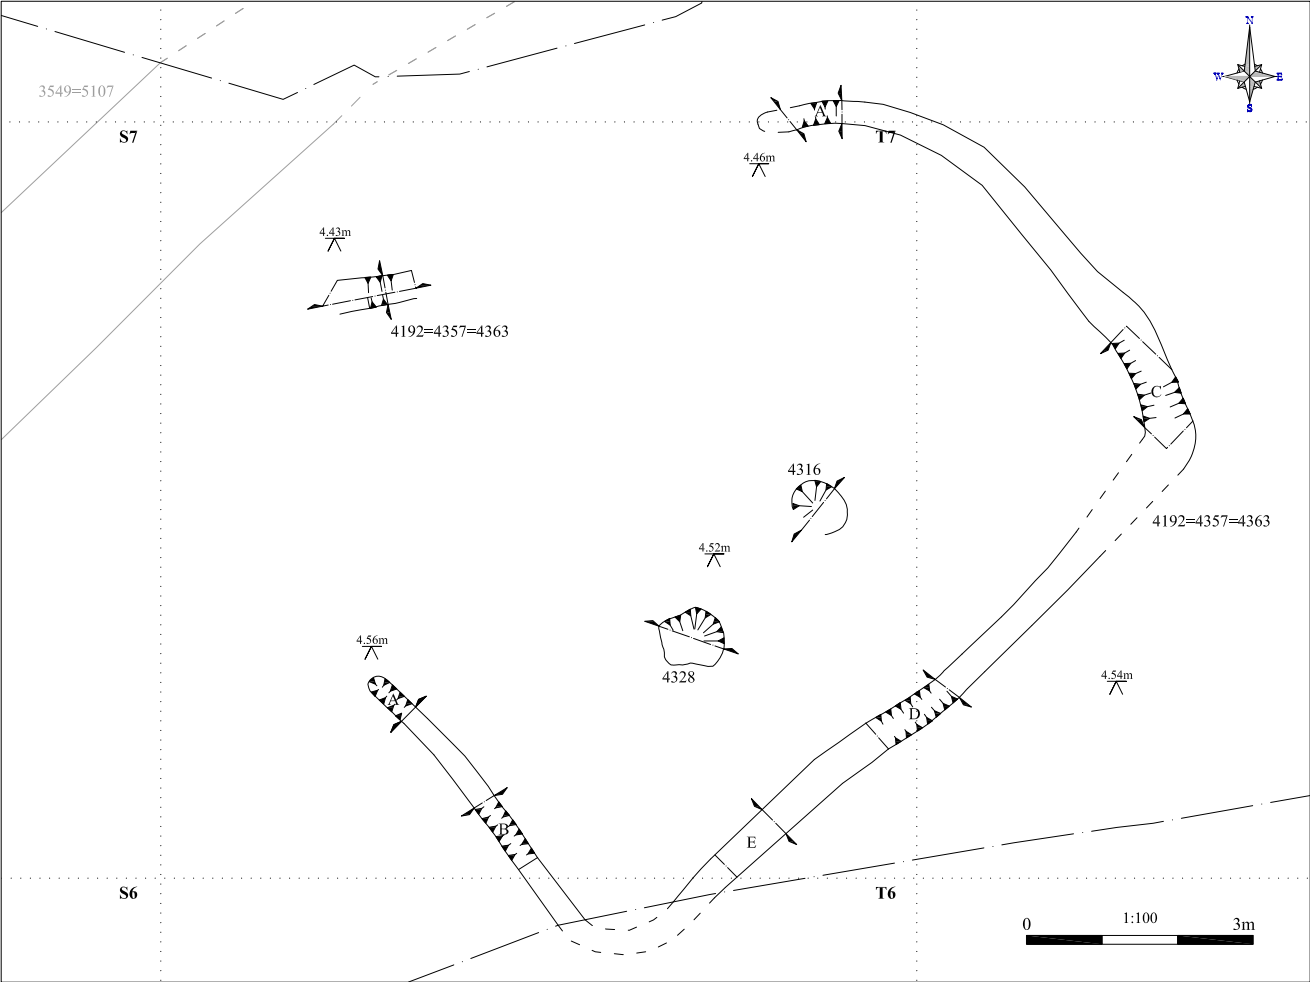 N
W E
S
3549=5107
S7
A
T7
4.46m
4.43m
4192=4357=4363
C
4316
4192=4357=4363
4.52m
4.56m
4328
4.54m
A
D
B
E
S6
T6
0 1:100 3m